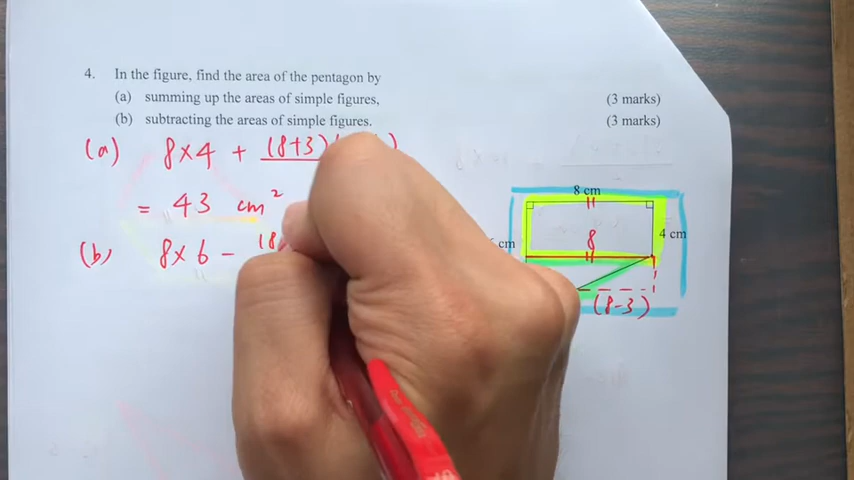 4. In the figure, find the area of the pentagon by
(a) summing up the areas of simple figures, (3 marks)
(b) subtracting the areas of simple figures. (3 marks)
(a) 8×4 + (8+3)
= 43 cm²
(b) 8×6 − (8
8 cm
cm
8
4 cm
(8-3)